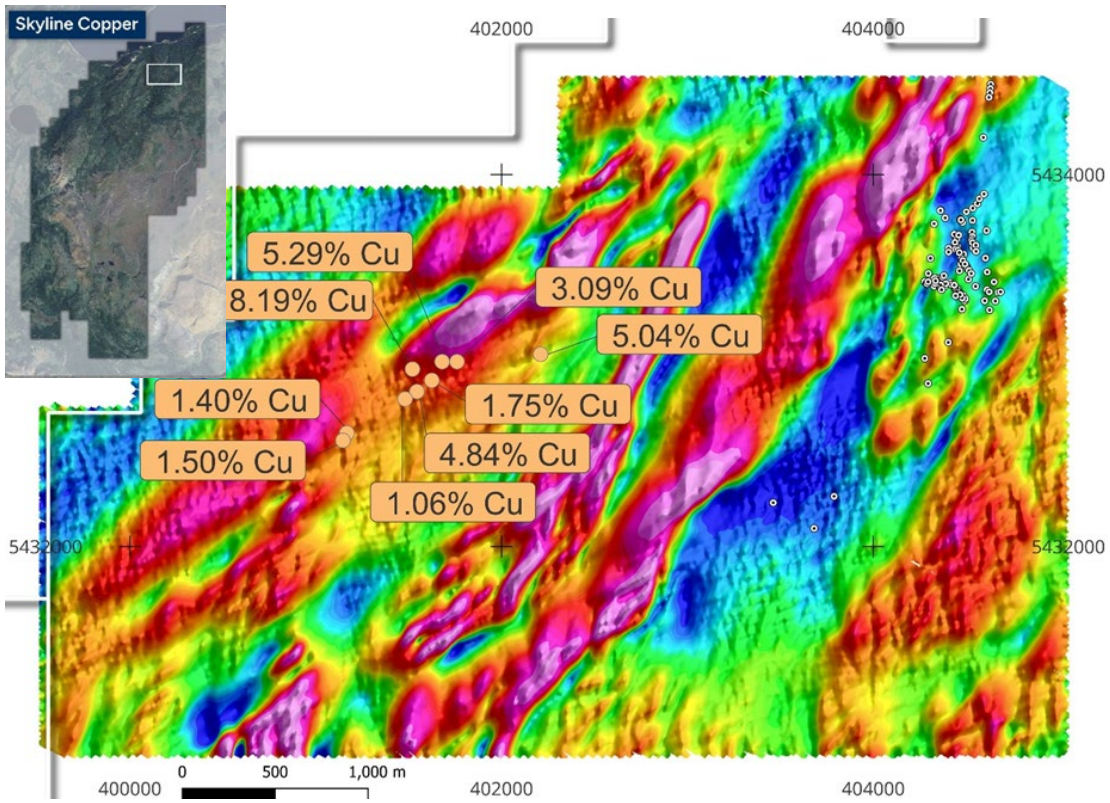 Skyline Copper
402000
404000
5434000
5.29% Cu
8.19% Cu
3.09% Cu
5.04% Cu
1.40% Cu
1.75% Cu
1.50% Cu
4.84% Cu
1.06% Cu
5432000
5432000
0 500 1,000 m
400000
402000
404000